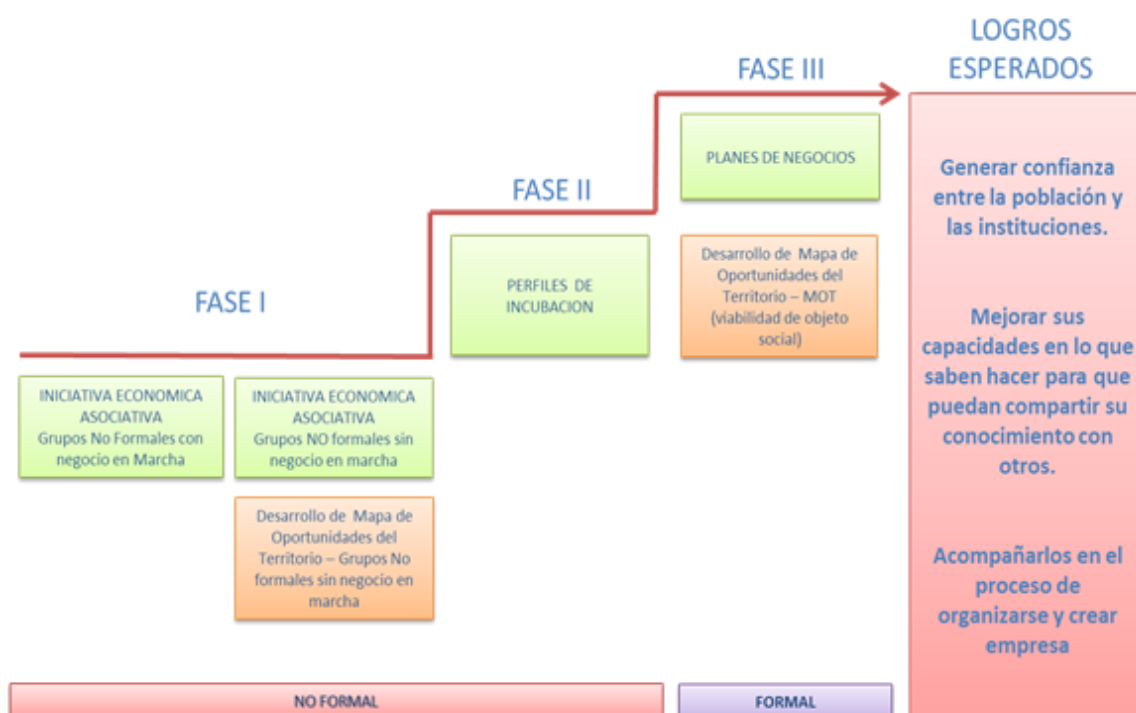 FASE I
INICIATIVA ECONOMICA
ASOCIATIVA
Grupos No Formales con
negocio en Marcha
INICIATIVA ECONOMICA
ASOCIATIVA
Grupos NO formales sin
negocio en marcha
Desarrollo de Mapa de
Oportunidades del
Territorio – Grupos No
formales sin negocio en
marcha
FASE II
PERFILES DE
INCUBACION
FASE III
PLANES DE NEGOCIOS
Desarrollo de Mapa de
Oportunidades del
Territorio – MOT
(viabilidad de objeto
social)
LOGROS
ESPERADOS
Generar confianza
entre la población y
las instituciones.
Mejorar sus
capacidades en lo que
saben hacer para que
puedan compartir su
conocimiento con
otros.
Acompañarlos en el
proceso de
organizarse y crear
empresa
NO FORMAL
FORMAL